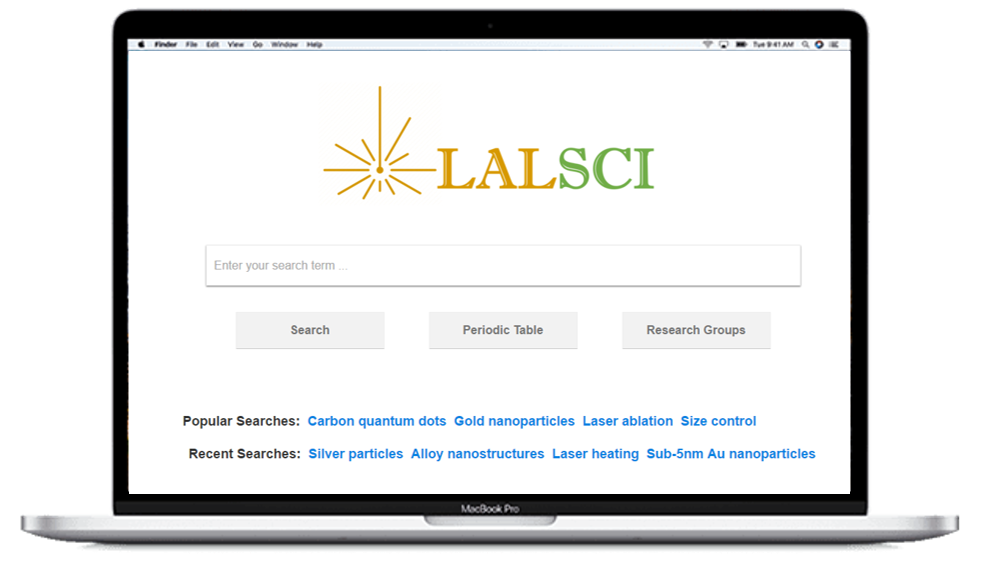 Finder File Edit View Go Window Help Tue 9:41 AM
LALSCI
Enter your search term ...
Search Periodic Table Research Groups
Popular Searches: Carbon quantum dots Gold nanoparticles Laser ablation Size control
Recent Searches: Silver particles Alloy nanostructures Laser heating Sub-5nm Au nanoparticles
MacBook Pro